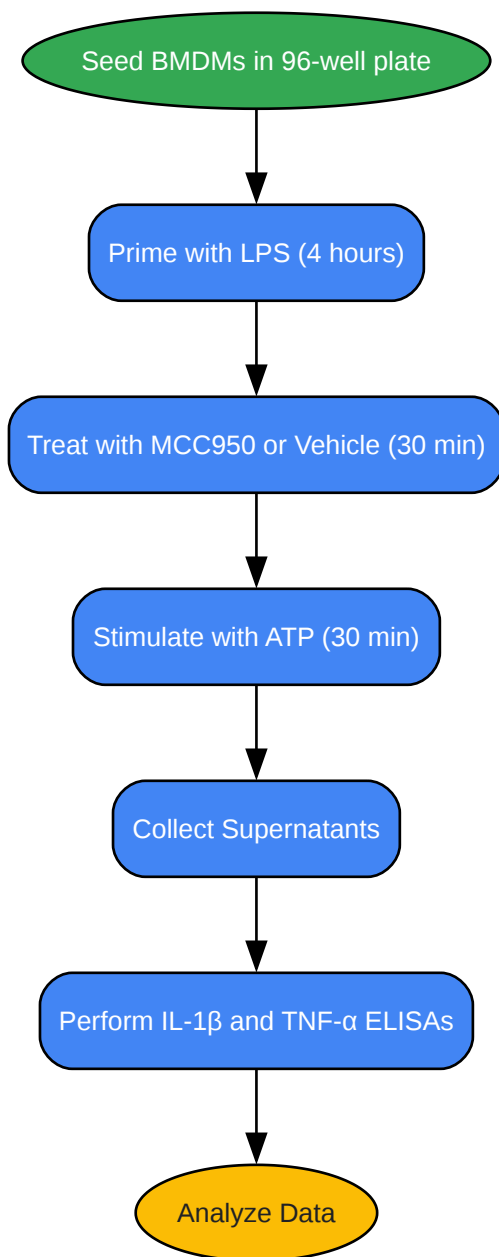 Seed BMDMs in 96-well plate
Prime with LPS (4 hours)
Treat with MCC950 or Vehicle (30 min)
Stimulate with ATP (30 min)
Collect Supernatants
Perform IL-1β and TNF-α ELISAs
Analyze Data